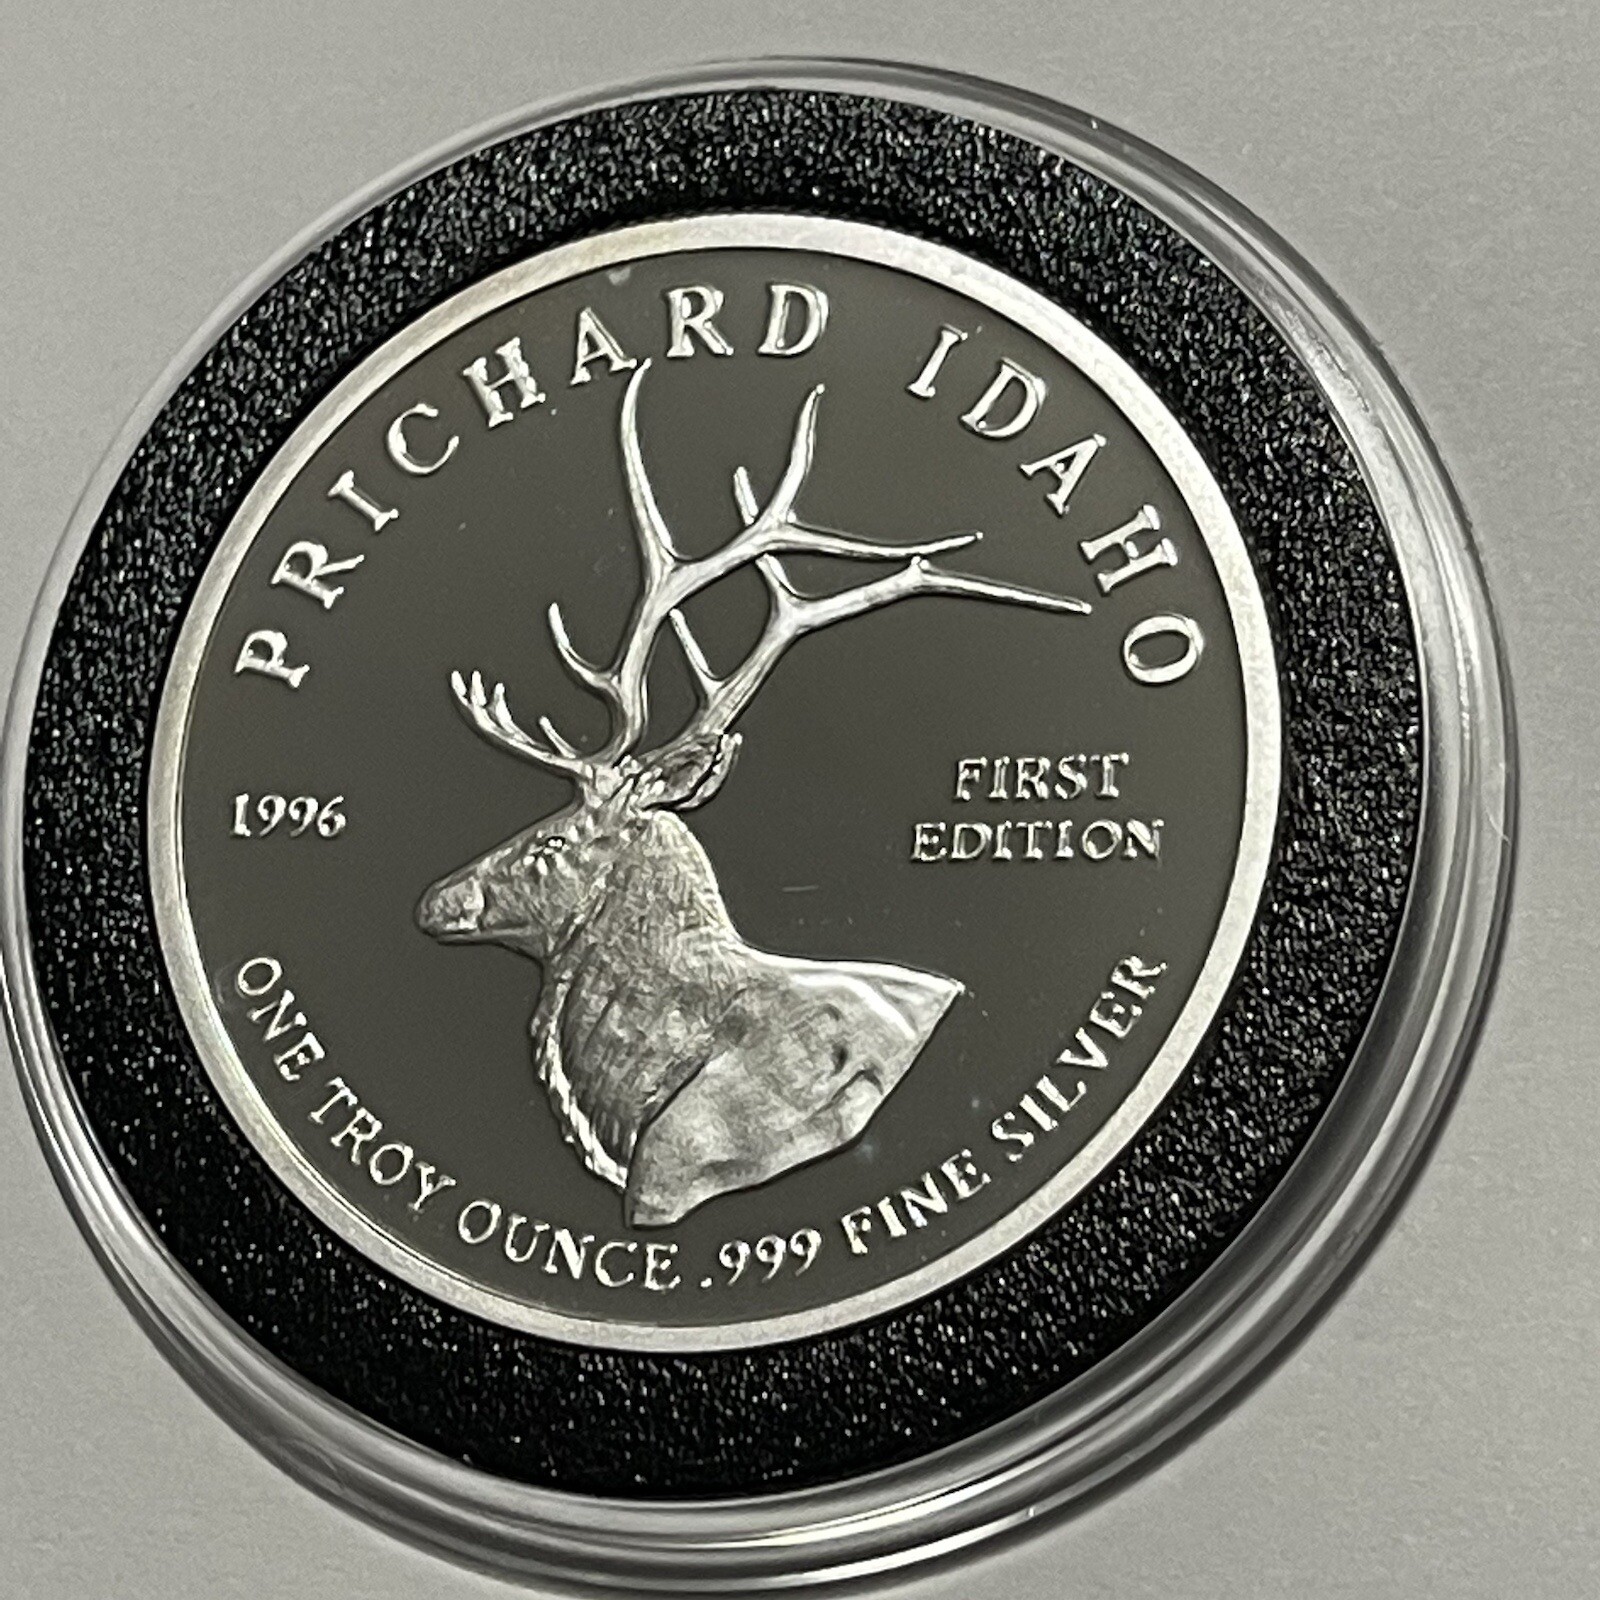 PRICHARD IDAHO
1996
FIRST
EDITION
ONE TROY OUNCE .999 FINE SILVER